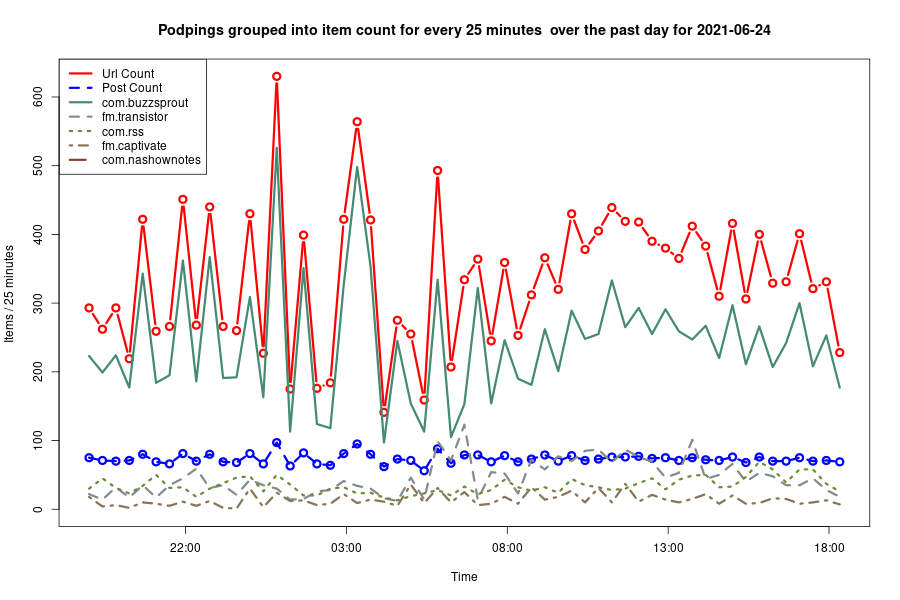 Podpings grouped into item count for every 25 minutes  over the past day for 2021-06-24
Url Count
Post Count
com.buzzsprout
fm.transistor
com.rss
fm.captivate
com.nashownotes
600
500
400
300
200
100
0
Items / 25 minutes
22:00 03:00 08:00 13:00 18:00
Time